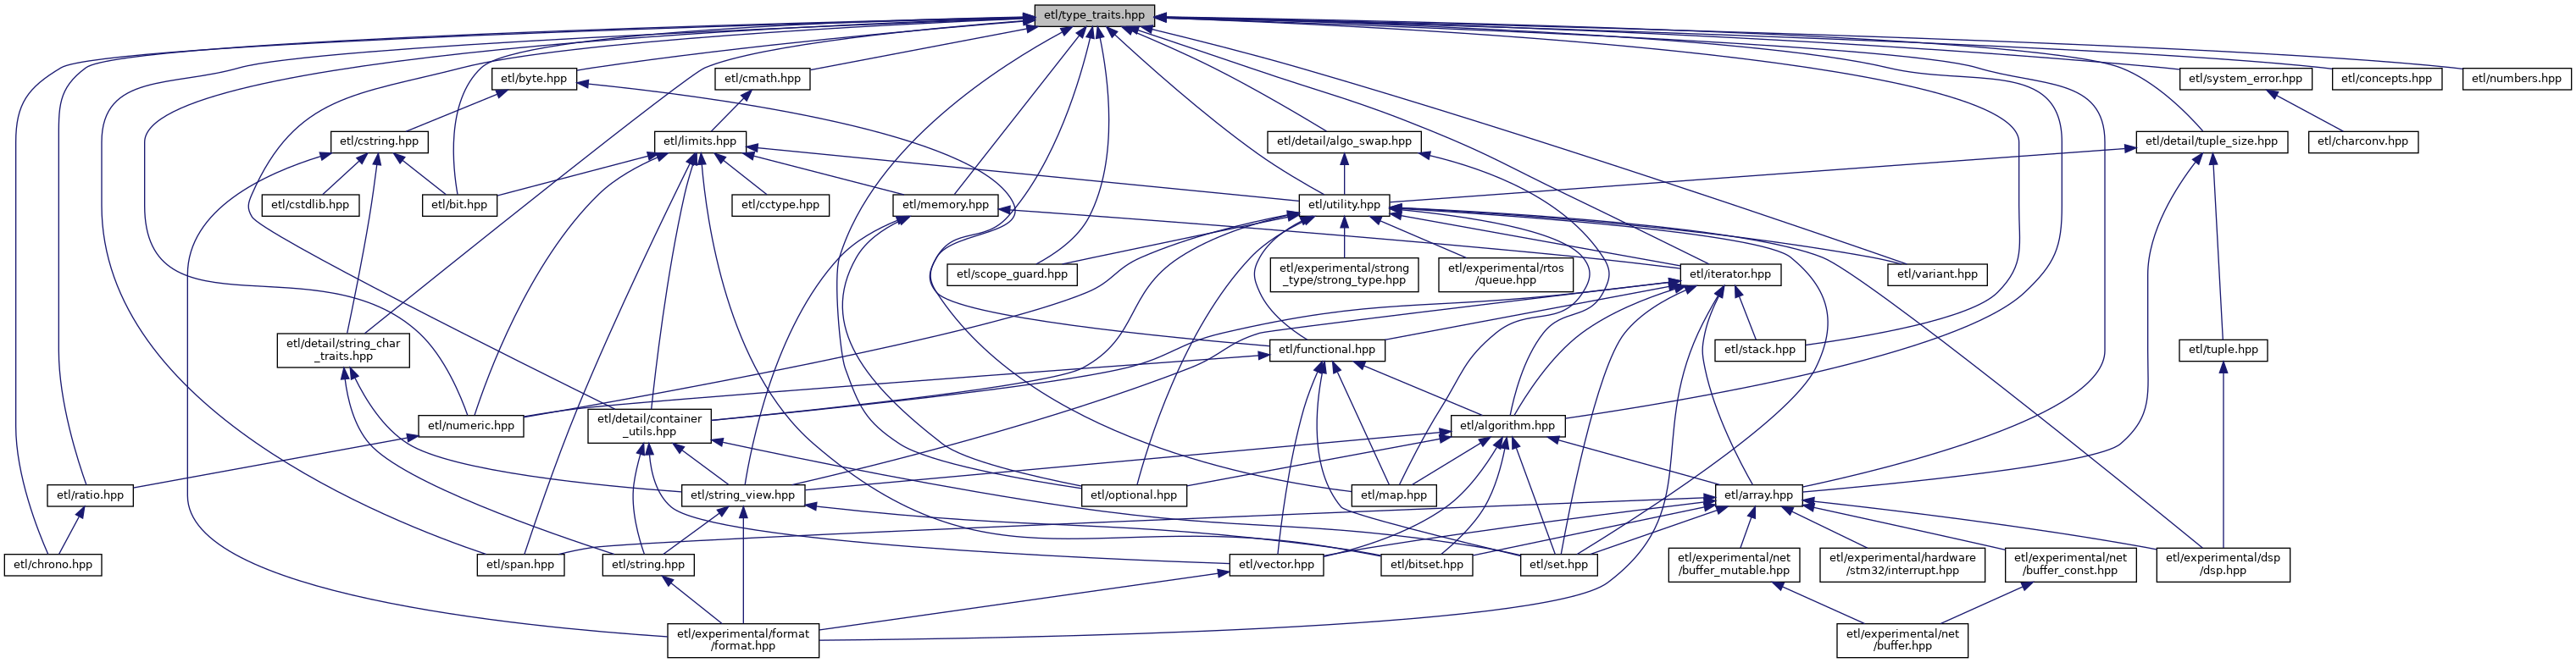 etl/type_traits.hpp
etl/byte.hpp
etl/cmath.hpp
etl/system_error.hpp
etl/concepts.hpp
etl/numbers.hpp
etl/cstring.hpp
etl/limits.hpp
etl/detail/algo_swap.hpp
etl/detail/tuple_size.hpp
etl/charconv.hpp
etl/cstdlib.hpp
etl/bit.hpp
etl/cctype.hpp
etl/memory.hpp
etl/utility.hpp
etl/scope_guard.hpp
etl/experimental/strong
_type/strong_type.hpp
etl/experimental/rtos
/queue.hpp
etl/iterator.hpp
etl/variant.hpp
etl/detail/string_char
_traits.hpp
etl/functional.hpp
etl/stack.hpp
etl/tuple.hpp
etl/numeric.hpp
etl/detail/container
_utils.hpp
etl/algorithm.hpp
etl/ratio.hpp
etl/string_view.hpp
etl/optional.hpp
etl/map.hpp
etl/array.hpp
etl/chrono.hpp
etl/span.hpp
etl/string.hpp
etl/vector.hpp
etl/bitset.hpp
etl/set.hpp
etl/experimental/net
/buffer_mutable.hpp
etl/experimental/hardware
/stm32/interrupt.hpp
etl/experimental/net
/buffer_const.hpp
etl/experimental/dsp
/dsp.hpp
etl/experimental/format
/format.hpp
etl/experimental/net
/buffer.hpp